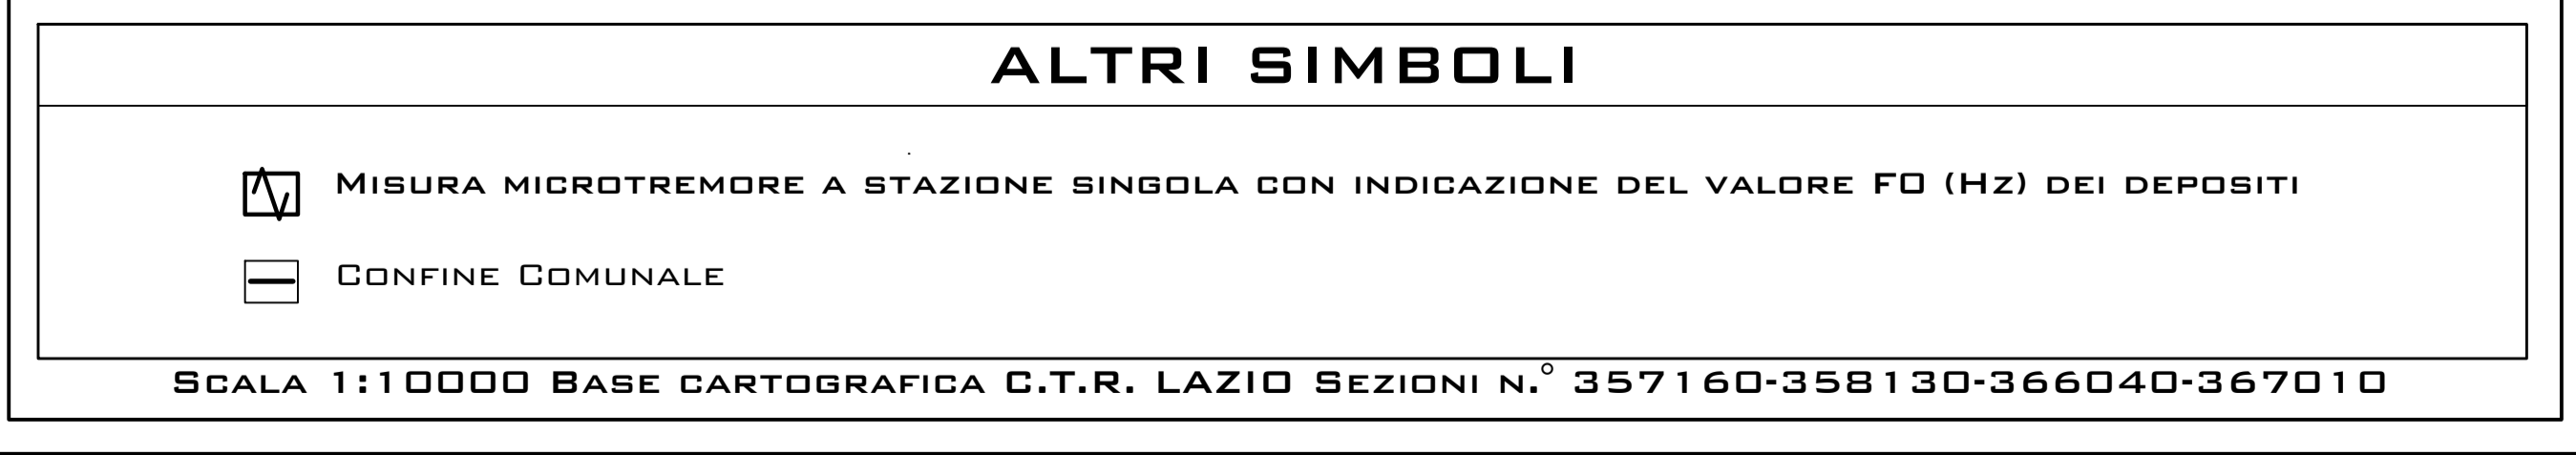 ALTRI SIMBOLI
Misura microtremore a stazione singola con indicazione del valore F0 (Hz) dei depositi
Confine Comunale
Scala 1:10000 Base cartografica C.T.R. LAZIO Sezioni n.° 357160-358130-366040-367010